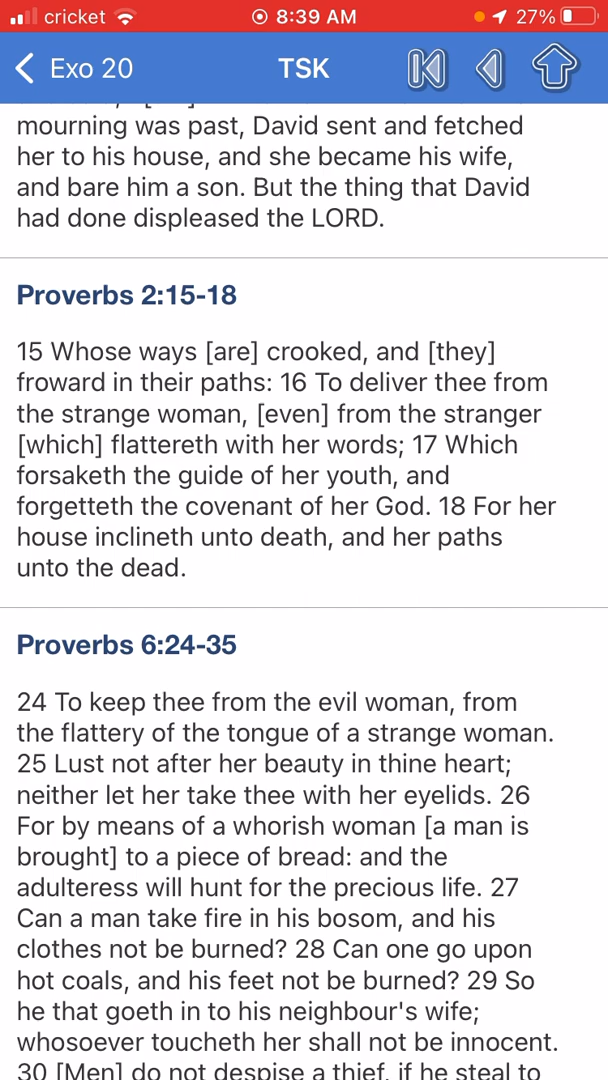 cricket 8:39 AM 27%
Exo 20 TSK
mourning was past, David sent and fetched
her to his house, and she became his wife,
and bare him a son. But the thing that David
had done displeased the LORD.
Proverbs 2:15-18
15 Whose ways [are] crooked, and [they]
froward in their paths: 16 To deliver thee from
the strange woman, [even] from the stranger
[which] flattereth with her words; 17 Which
forsaketh the guide of her youth, and
forgetteth the covenant of her God. 18 For her
house inclineth unto death, and her paths
unto the dead.
Proverbs 6:24-35
24 To keep thee from the evil woman, from
the flattery of the tongue of a strange woman.
25 Lust not after her beauty in thine heart;
neither let her take thee with her eyelids. 26
For by means of a whorish woman [a man is
brought] to a piece of bread: and the
adulteress will hunt for the precious life. 27
Can a man take fire in his bosom, and his
clothes not be burned? 28 Can one go upon
hot coals, and his feet not be burned? 29 So
he that goeth in to his neighbour's wife;
whosoever toucheth her shall not be innocent.
30 [Men] do not despise a thief, if he steal to